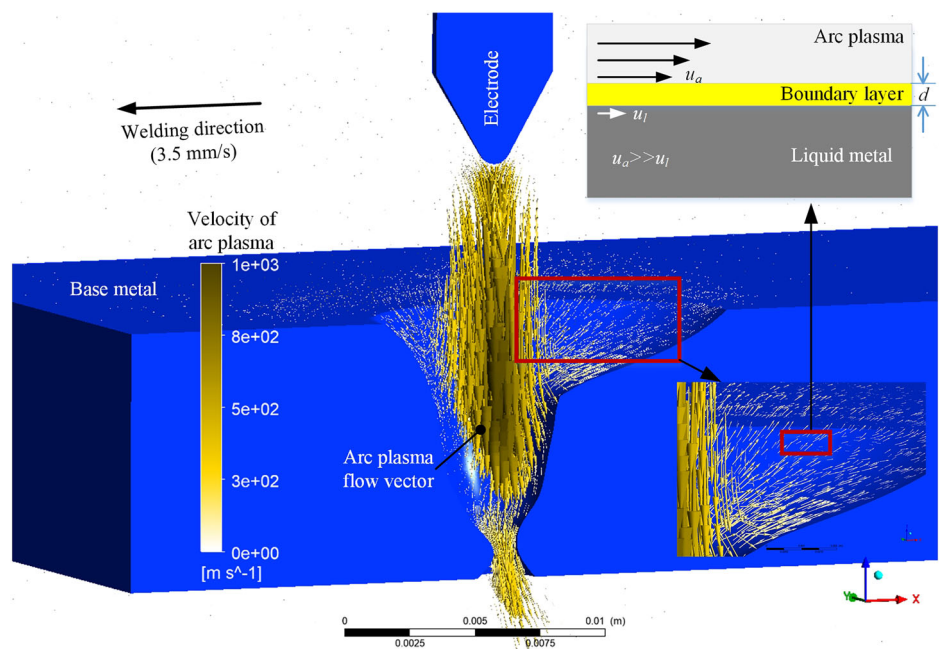 Electrode
Arc plasma
u_a
Boundary layer
d
u_l
u_a>>u_l
Liquid metal
Welding direction
(3.5 mm/s)
Velocity of
arc plasma
1e+03
8e+02
5e+02
3e+02
0e+00
[m s^-1]
Base metal
Arc plasma
flow vector
0
0.005
0.01
(m)
0.0025
0.0075
Y
X